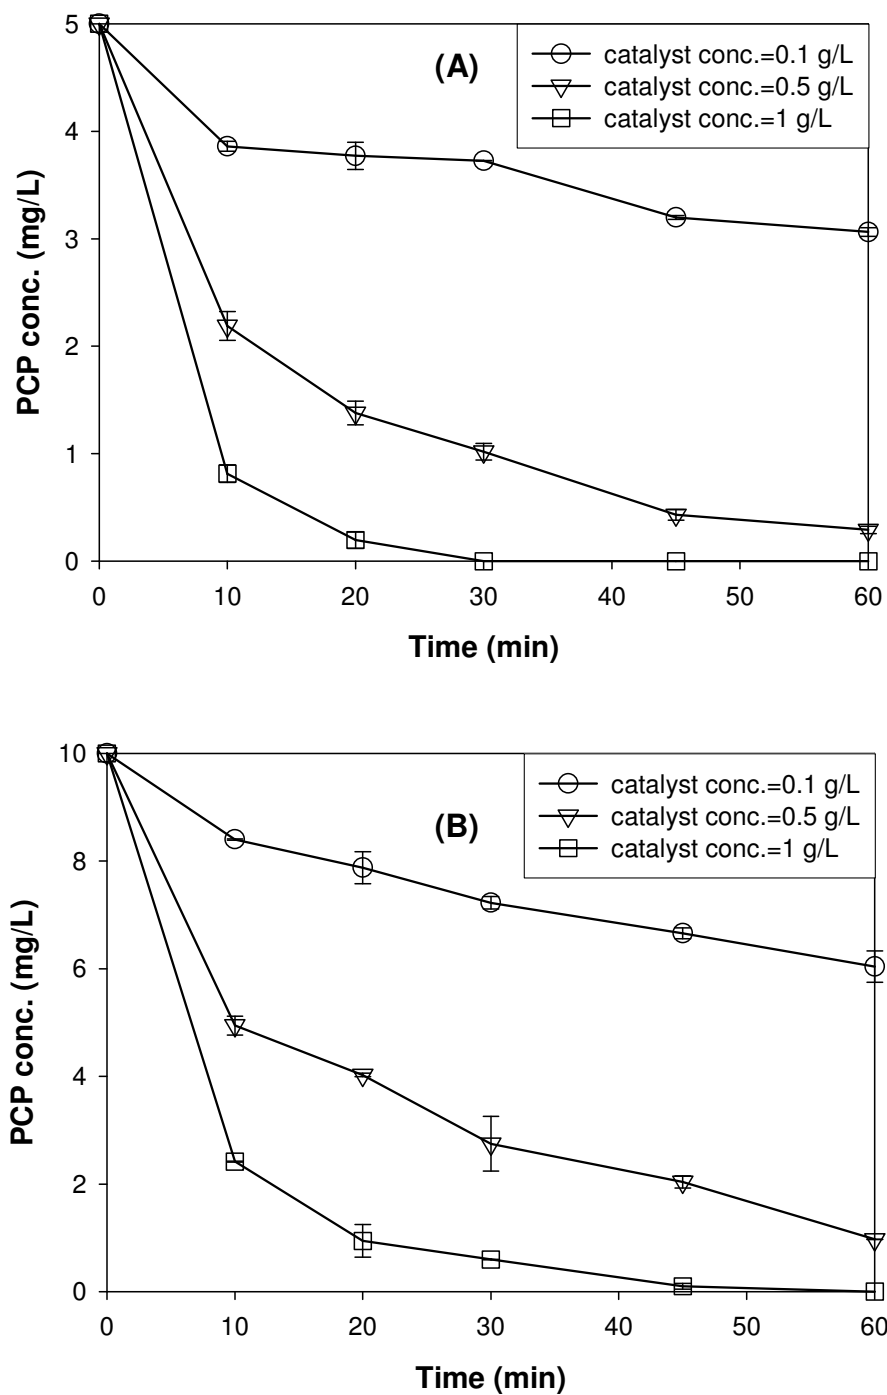 5
(A)
catalyst conc.=0.1 g/L
catalyst conc.=0.5 g/L
catalyst conc.=1 g/L
4
3
2
1
0
PCP conc. (mg/L)
0 10 20 30 40 50 60
Time (min)
10
(B)
catalyst conc.=0.1 g/L
catalyst conc.=0.5 g/L
catalyst conc.=1 g/L
8
6
4
2
0
PCP conc. (mg/L)
0 10 20 30 40 50 60
Time (min)